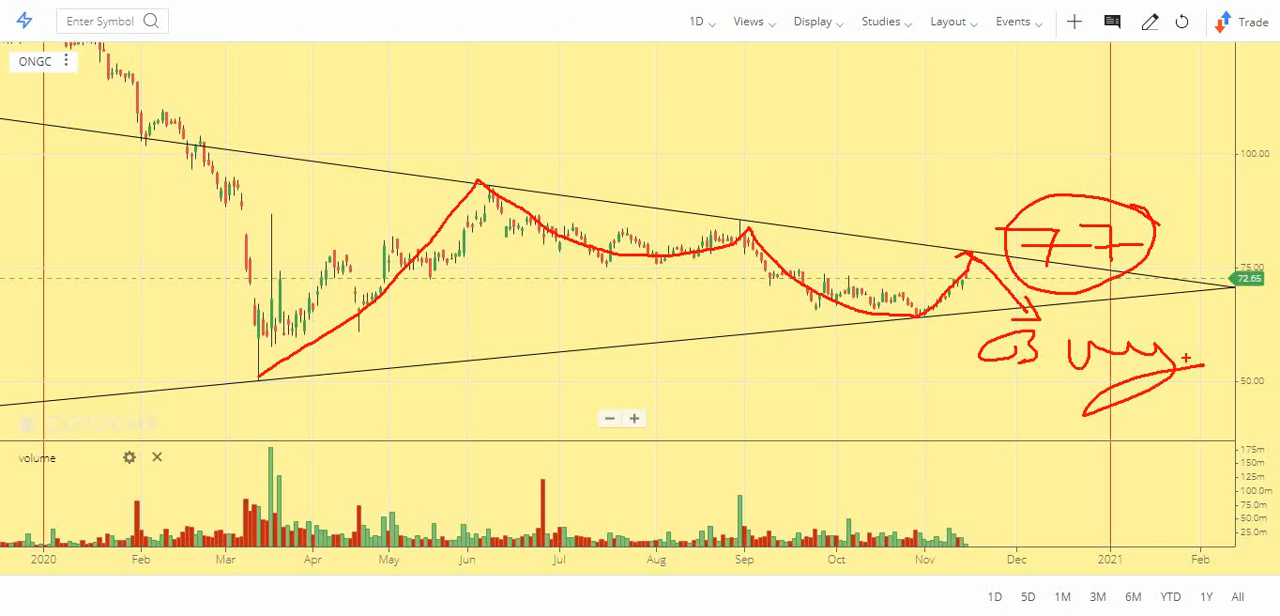 Enter Symbol 1D Views Display Studies Layout Events Trade
ONGC
100.00
77
75.00
72.65
50.00
ZERODHA
volume
175m
150m
125m
100.0m
75.0m
50.0m
25.0m
2020 Feb Mar Apr May Jun Jul Aug Sep Oct Nov Dec 2021 Feb
1D 5D 1M 3M 6M YTD 1Y All